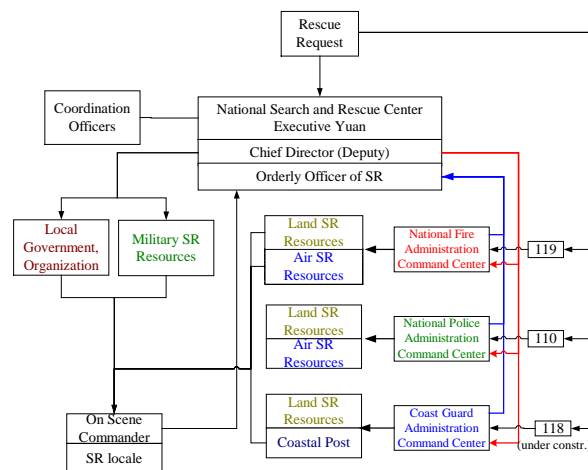 Rescue
Request
Coordination
Officers
National Search and Rescue Center
Executive Yuan
Chief Director (Deputy)
Orderly Officer of SR
Local
Government,
Organization
Military SR
Resources
Land SR
Resources
Air SR
Resources
National Fire
Administration
Command Center
119
Land SR
Resources
Air SR
Resources
National Police
Administration
Command Center
110
Land SR
Resources
Coastal Post
Coast Guard
Administration
Command Center
118
(under constr.)
On Scene
Commander
SR locale